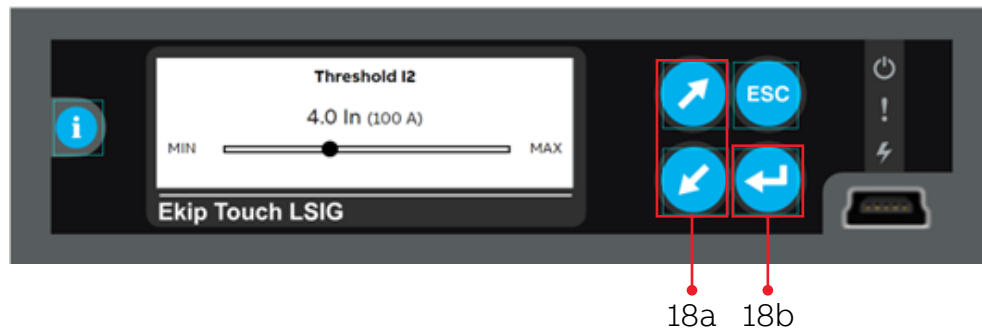 Threshold I2
4.0 In (100 A)
MIN MAX
Ekip Touch LSIG
i
ESC
!
18a 18b